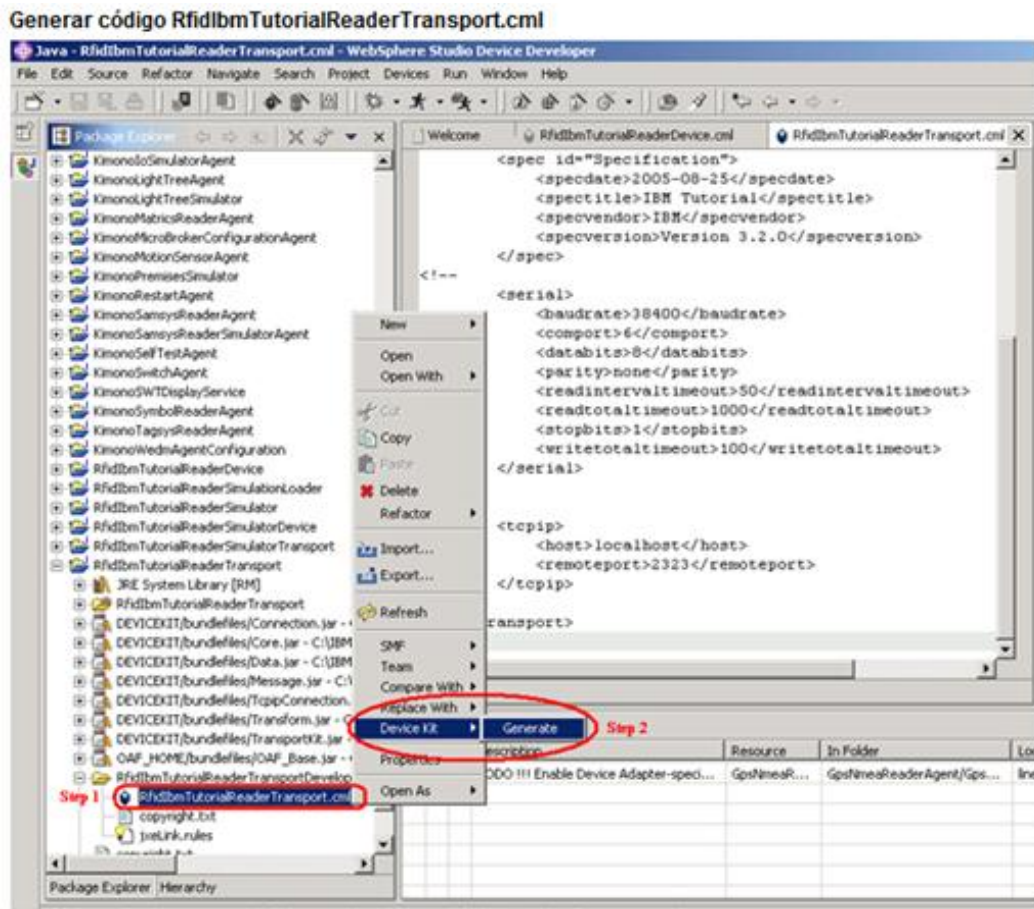 Generar código RfidIbmTutorialReaderTransport.cml
Java - RfidIbmTutorialReaderTransport.cml - WebSphere Studio Device Developer
File Edit Source Refactor Navigate Search Project Devices Run Window Help
Package Explorer
KimonoIoSimulatorAgent
KimonoLightTreeAgent
KimonoLightTreeSimulator
KimonoMatricsReaderAgent
KimonoMicroBrokerConfigurationAgent
KimonoMotionSensorAgent
KimonoPremisesSimulator
KimonoRestartAgent
KimonoSamsysReaderAgent
KimonoSamsysReaderSimulatorAgent
KimonoSelfTestAgent
KimonoSwitchAgent
KimonoSWTDisplayService
KimonoSymbolReaderAgent
KimonoTagsysReaderAgent
KimonoWedmAgentConfiguration
RfidIbmTutorialReaderDevice
RfidIbmTutorialReaderSimulationLoader
RfidIbmTutorialReaderSimulator
RfidIbmTutorialReaderSimulatorDevice
RfidIbmTutorialReaderSimulatorTransport
RfidIbmTutorialReaderTransport
JRE System Library [RM]
RfidIbmTutorialReaderTransport
DEVICEKIT/bundlefiles/Connection.jar -
DEVICEKIT/bundlefiles/Core.jar - C:\IBM
DEVICEKIT/bundlefiles/Data.jar - C:\IBM
DEVICEKIT/bundlefiles/Message.jar - C:\
DEVICEKIT/bundlefiles/TcpipConnection.
DEVICEKIT/bundlefiles/Transform.jar - C
DEVICEKIT/bundlefiles/TransportKit.jar -
OAF_HOME/bundlefiles/OAF_Base.jar -
RfidIbmTutorialReaderTransportDevelop
Step 1 RfidIbmTutorialReaderTransport.cml
copyright.txt
jxeLink.rules
copyright.txt
Package Explorer Hierarchy
New
Open
Open With
Cut
Copy
Paste
Delete
Refactor
Import...
Export...
Refresh
SMF
Team
Compare With
Replace With
Device Kit Generate Step 2
Properties
Open As
Welcome RfidIbmTutorialReaderDevice.cml RfidIbmTutorialReaderTransport.cml
<spec id="Specification">
<specdate>2005-08-25</specdate>
<spectitle>IBM Tutorial</spectitle>
<specvendor>IBM</specvendor>
<specversion>Version 3.2.0</specversion>
</spec>
<!--
<serial>
<baudrate>38400</baudrate>
<comport>6</comport>
<databits>8</databits>
<parity>none</parity>
<readintervaltimeout>50</readintervaltimeout>
<readtotaltimeout>1000</readtotaltimeout>
<stopbits>1</stopbits>
<writetotaltimeout>100</writetotaltimeout>
</serial>
<tcpip>
<host>localhost</host>
<remoteport>2323</remoteport>
</tcpip>
ransport>
escription Resource In Folder Loc
ODO !!! Enable Device Adapter-speci... GpsNmeaR... GpsNmeaReaderAgent/Gps... line